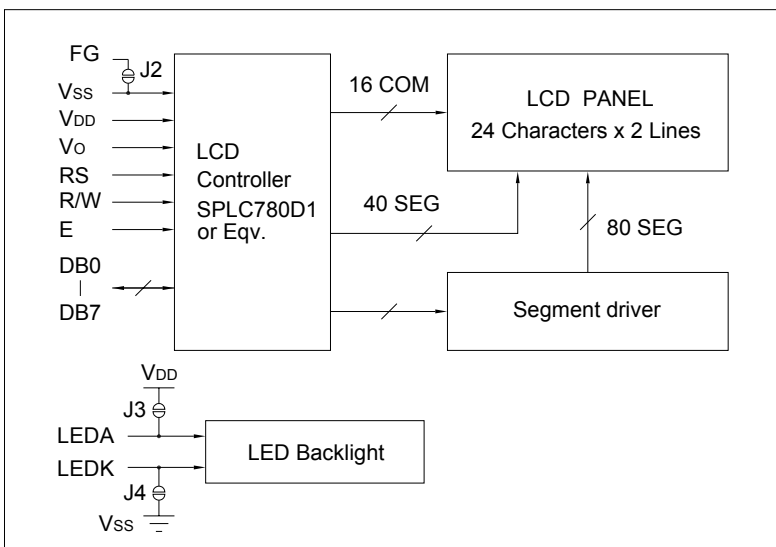 FG
J2
VSS
VDD
VO
RS
R/W
E
DB0
DB7
LCD
Controller
SPLC780D1
or Eqv.
16 COM
40 SEG
LCD PANEL
24 Characters x 2 Lines
80 SEG
Segment driver
VDD
J3
LEDA
LEDK
J4
VSS
LED Backlight